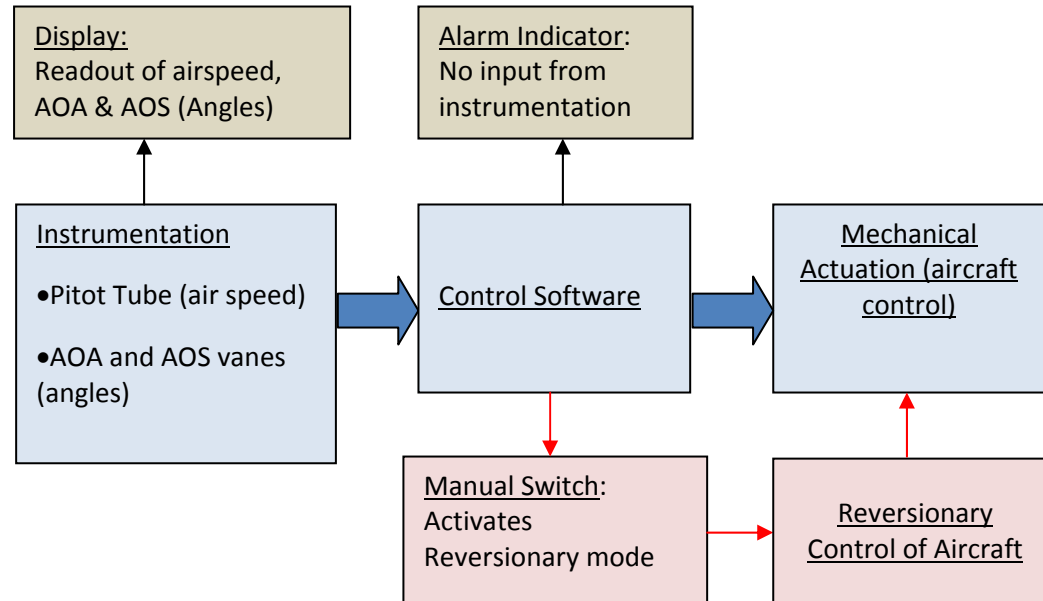 Display:
Readout of airspeed,
AOA & AOS (Angles)
Alarm Indicator:
No input from
instrumentation
Instrumentation
•Pitot Tube (air speed)
•AOA and AOS vanes
(angles)
Control Software
Mechanical
Actuation (aircraft
control)
Manual Switch:
Activates
Reversionary mode
Reversionary
Control of Aircraft